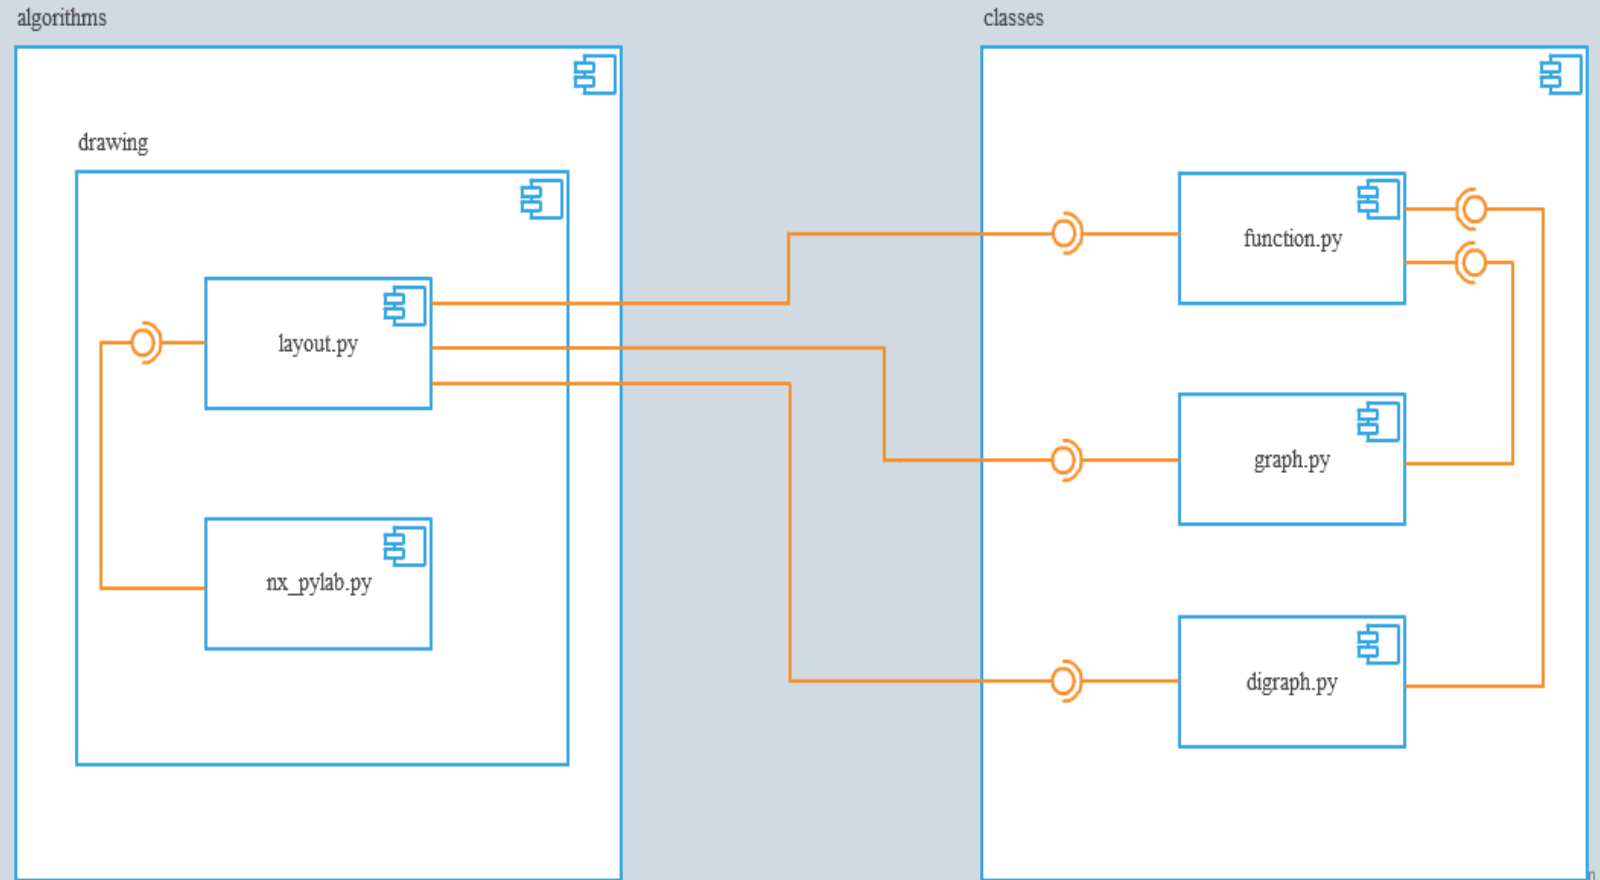 algorithms
classes
drawing
function.py
layout.py
graph.py
nx_pylab.py
digraph.py